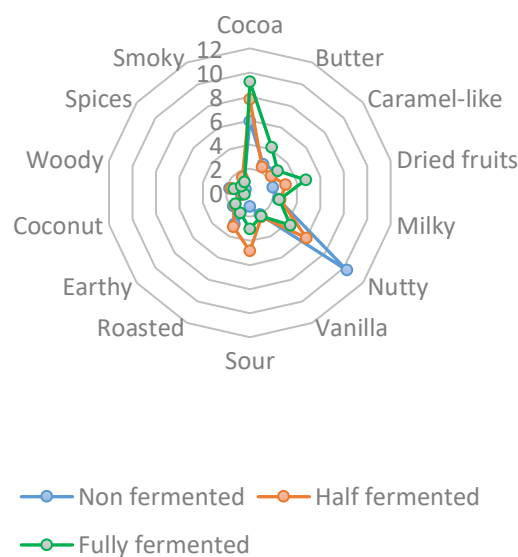 Cocoa
Butter
Caramel-like
Dried fruits
Milky
Nutty
Vanilla
Sour
Roasted
Earthy
Coconut
Woody
Spices
Smoky
12
10
8
6
4
2
0
Non fermented
Half fermented
Fully fermented